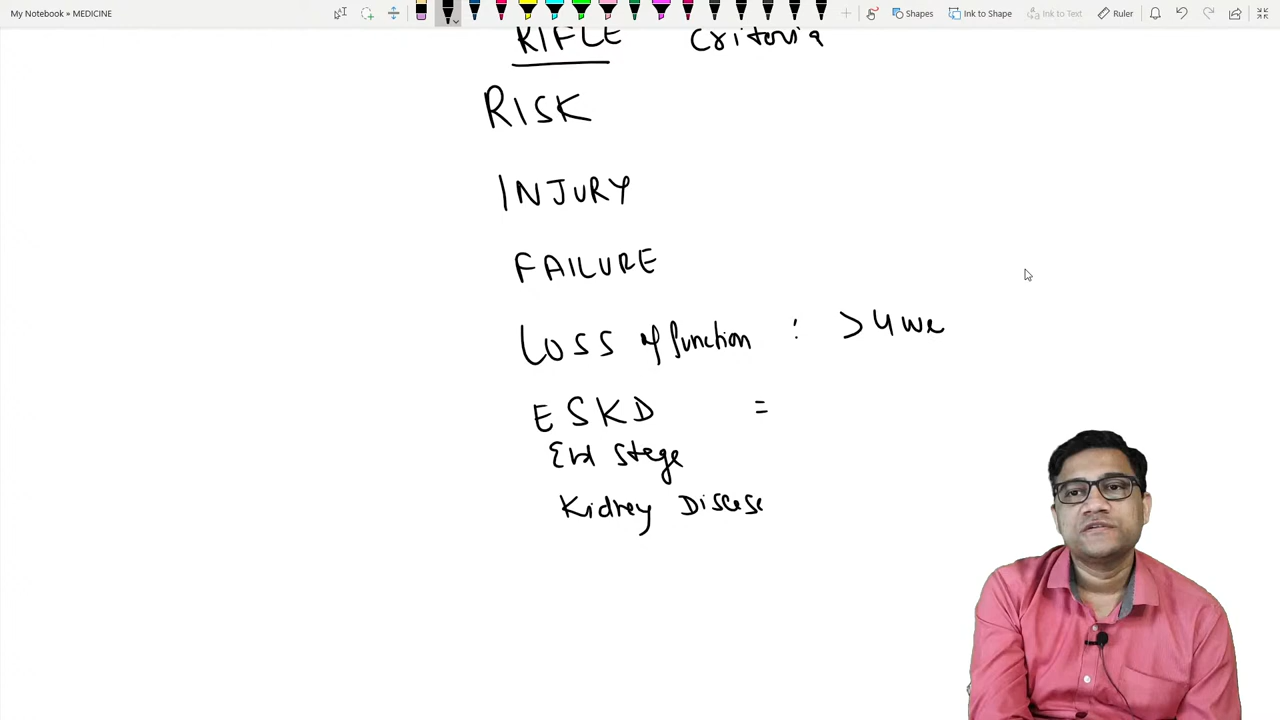 My Notebook » MEDICINE
Shapes Ink to Shape Ink to Text Ruler
RIFLE Criteria
RISK
INJURY
FAILURE
LOSS of function : > 4 we
ESKD =
End Stage
Kidney Disease